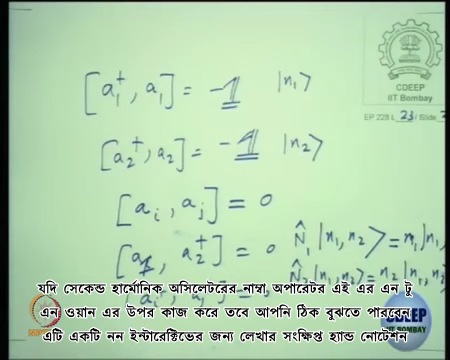 [a₁†, a₁] = -1 |n₁⟩
CDEEP
IIT Bombay
EP 228 L 23 / Slide
[a₂†, a₂] = -1 |n₂⟩
[aᵢ, aⱼ] = 0
[a₁, a₂†] = 0 N̂₁ |n₁, n₂⟩ = n₁ |n₁,
N̂₂ |n₁, n₂⟩ = n₂ |n₁, n₂
যদি সেকেন্ড হার্মোনিক অসিলেটরের নাম্বা অপারেটর এই এর এন টু
এন ওয়ান এর উপর কাজ করে তবে আপনি ঠিক বুঝতে পারবেন
এটি একটি নন ইন্টারেক্টিভের জন্য লেখার সংক্ষিপ্ত হ্যান্ড নোটেশন